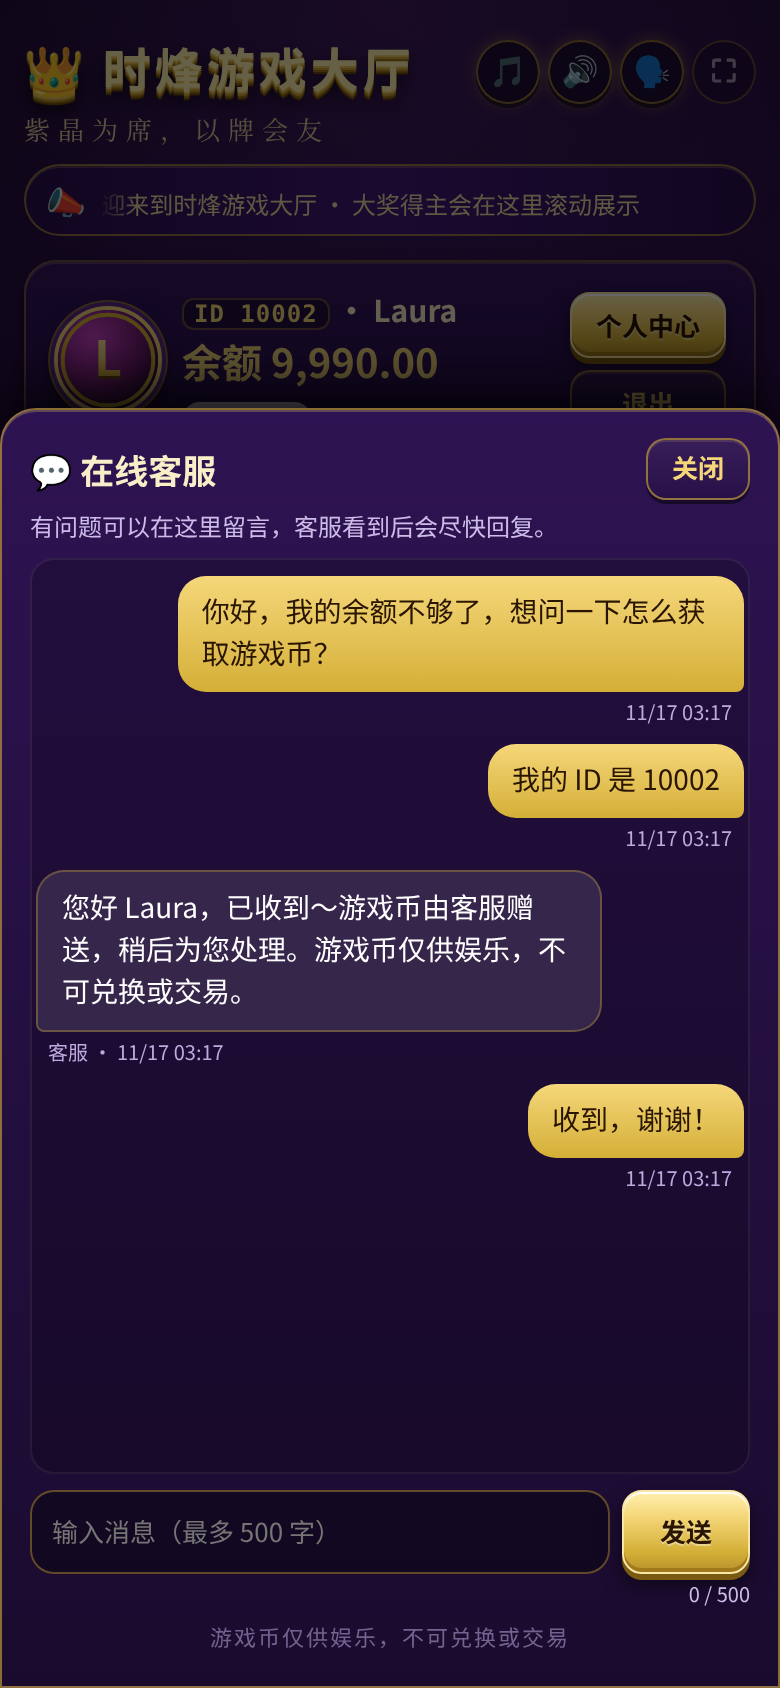 时烽游戏大厅
紫晶为席，以牌会友
迎来到时烽游戏大厅 · 大奖得主会在这里滚动展示
ID 10002 · Laura
个人中心
L
余额 9,990.00
退出
在线客服
关闭
有问题可以在这里留言，客服看到后会尽快回复。
你好，我的余额不够了，想问一下怎么获
取游戏币？
11/17 03:17
我的 ID 是 10002
11/17 03:17
您好 Laura，已收到～游戏币由客服赠
送，稍后为您处理。游戏币仅供娱乐，不
可兑换或交易。
客服 · 11/17 03:17
收到，谢谢！
11/17 03:17
输入消息（最多 500 字）
发送
0 / 500
游戏币仅供娱乐，不可兑换或交易